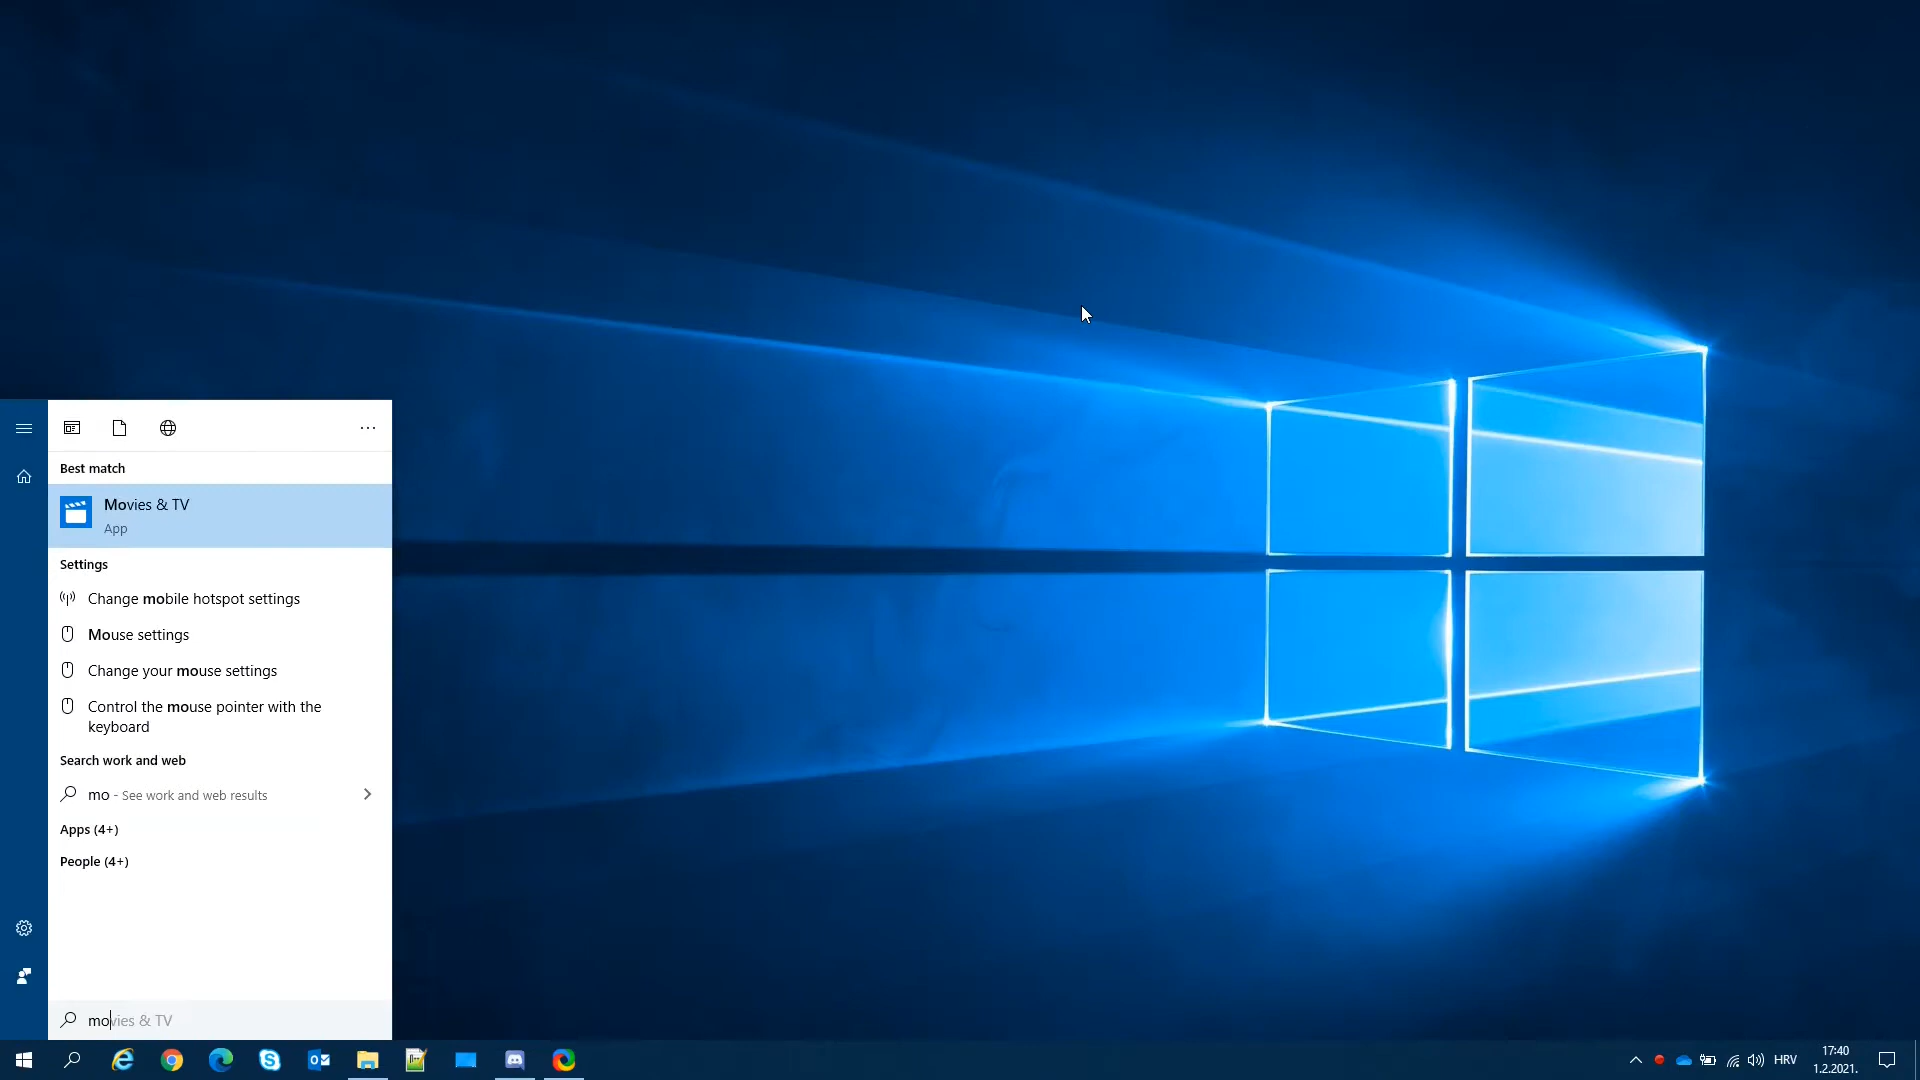 Best match
Movies & TV
App
Settings
Change mobile hotspot settings
Mouse settings
Change your mouse settings
Control the mouse pointer with the
keyboard
Search work and web
mo - See work and web results
Apps (4+)
People (4+)
movies & TV
HRV
17:40
1.2.2021.